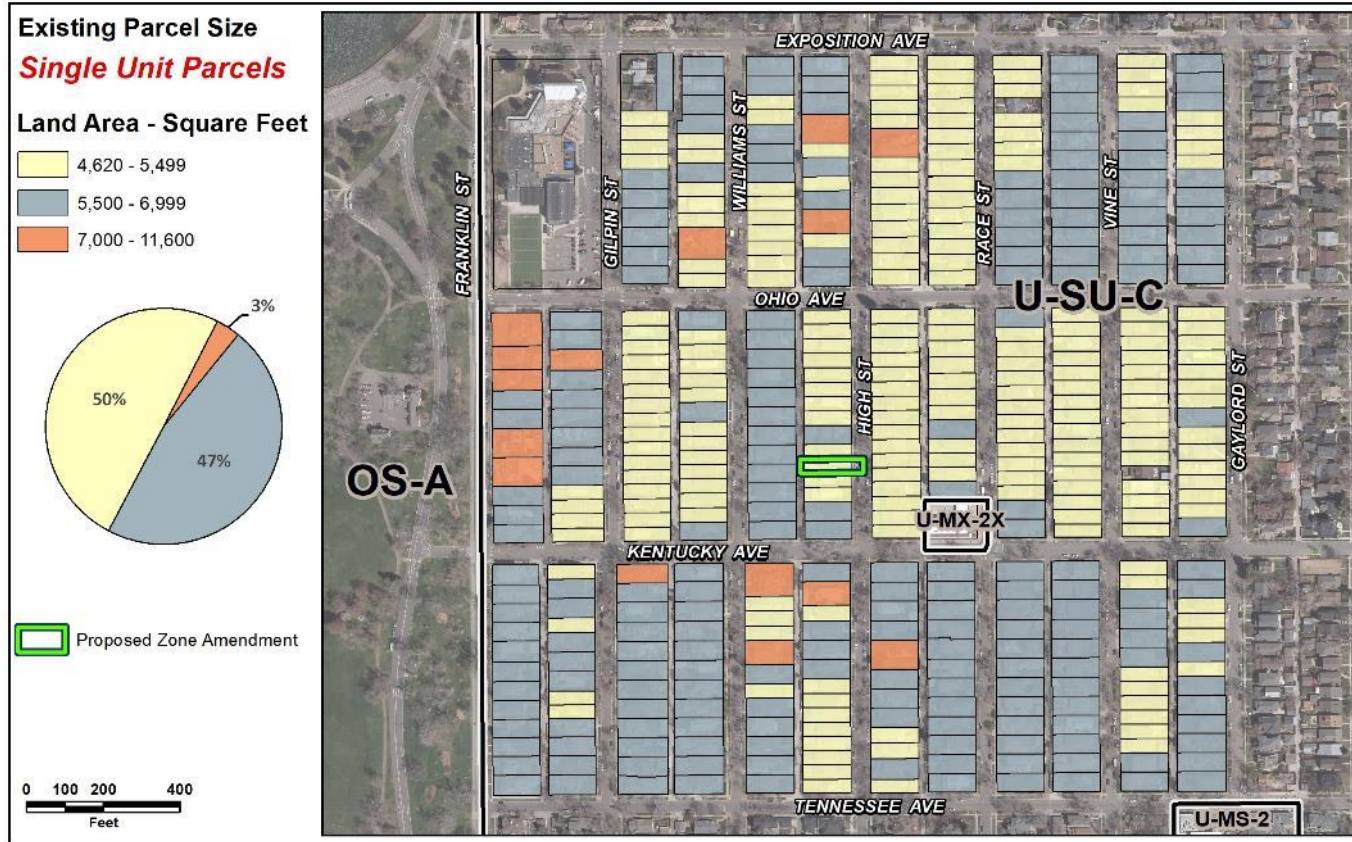 Existing Parcel Size
Single Unit Parcels
Land Area - Square Feet
4,620 - 5,499
5,500 - 6,999
7,000 - 11,600
3%
50%
47%
Proposed Zone Amendment
0 100 200 400
Feet
EXPOSITION AVE
FRANKLIN ST
GILPIN ST
WILLIAMS ST
RACE ST
VINE ST
OHIO AVE
U-SU-C
HIGH ST
GAYLORD ST
OS-A
U-MX-2X
KENTUCKY AVE
TENNESSEE AVE
U-MS-2